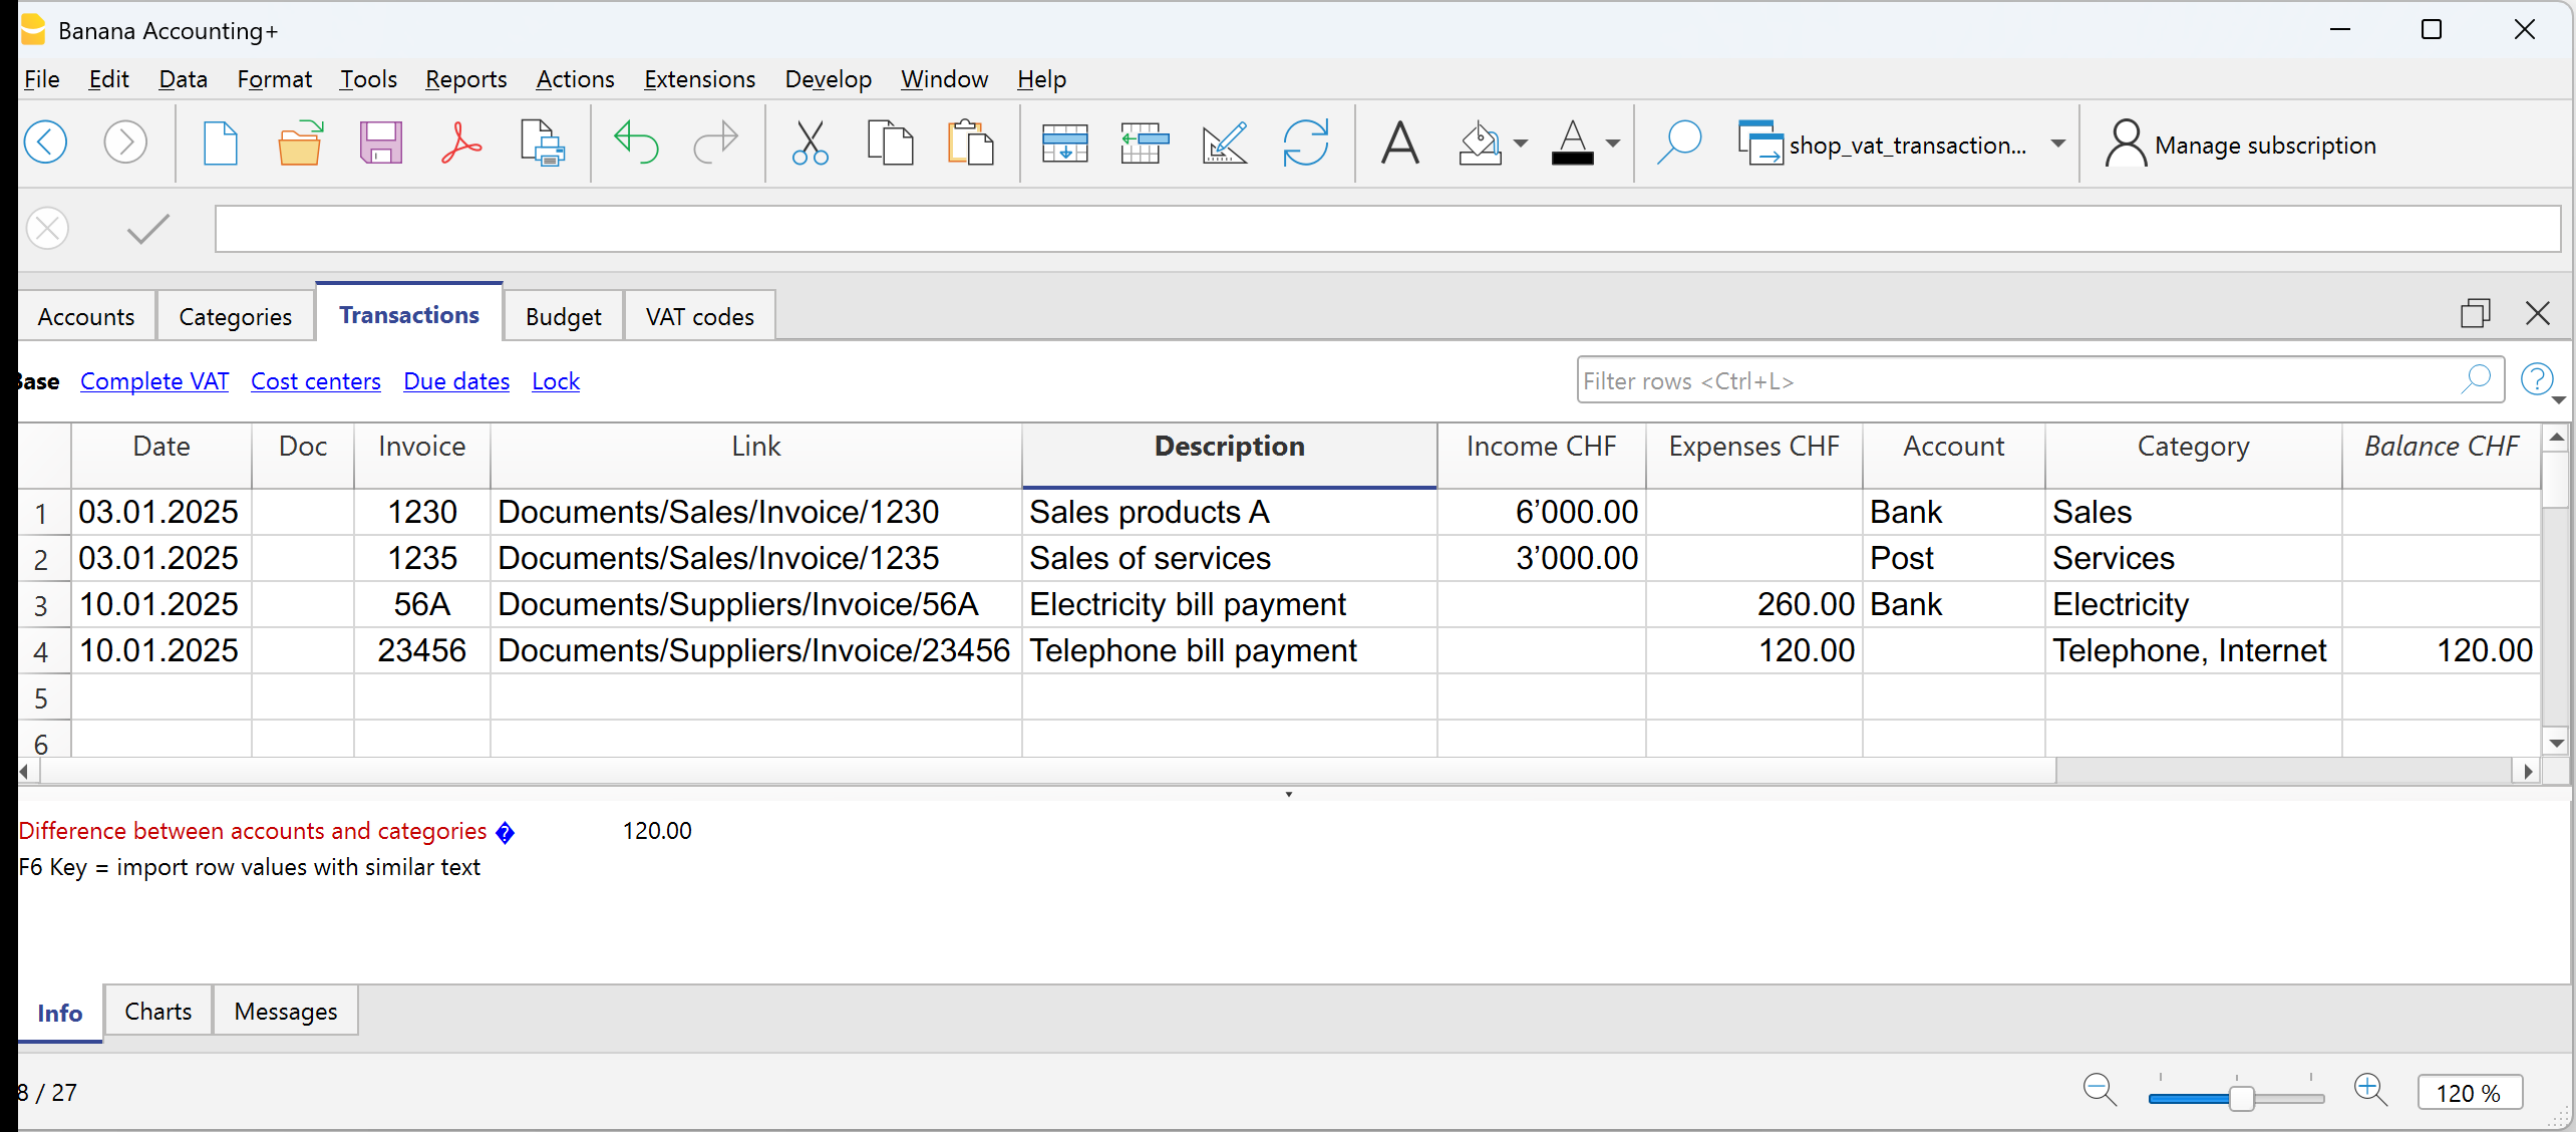 Banana Accounting+
File Edit Data Format Tools Reports Actions Extensions Develop Window Help
shop_vat_transaction... Manage subscription
Accounts Categories Transactions Budget VAT codes
Base Complete VAT Cost centers Due dates Lock Filter rows <Ctrl+L>
Date Doc Invoice Link Description Income CHF Expenses CHF Account Category Balance CHF
1 03.01.2025 1230 Documents/Sales/Invoice/1230 Sales products A 6’000.00 Bank Sales
2 03.01.2025 1235 Documents/Sales/Invoice/1235 Sales of services 3’000.00 Post Services
3 10.01.2025 56A Documents/Suppliers/Invoice/56A Electricity bill payment 260.00 Bank Electricity
4 10.01.2025 23456 Documents/Suppliers/Invoice/23456 Telephone bill payment 120.00 Telephone, Internet 120.00
5
6
Difference between accounts and categories 120.00
F6 Key = import row values with similar text
Info Charts Messages
8 / 27 120 %